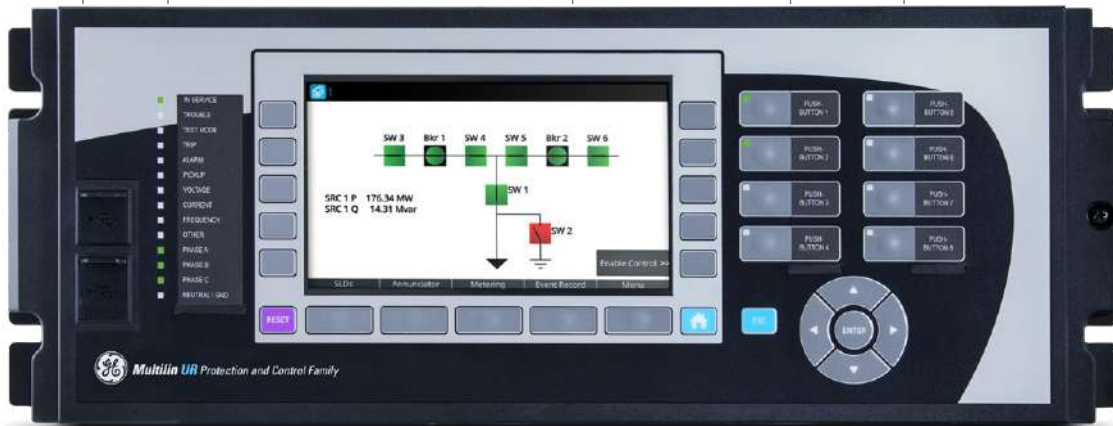 1
IN SERVICE
TROUBLE
TEST MODE
TRIP
ALARM
PICKUP
VOLTAGE
CURRENT
FREQUENCY
OTHER
PHASE A
PHASE B
PHASE C
NEUTRAL / GND
SW 3 Bkr 1 SW 4 SW 5 Bkr 2 SW 6
SW 1
SRC 1 P 176.34 MW
SRC 1 Q 14.31 Mvar
SW 2
Enable Control >>
SLDs Annunciator Metering Event Record Menu
RESET
PUSH-
BUTTON 1
PUSH-
BUTTON 2
PUSH-
BUTTON 3
PUSH-
BUTTON 4
PUSH-
BUTTON 5
PUSH-
BUTTON 6
PUSH-
BUTTON 7
PUSH-
BUTTON 8
ESC
ENTER
GE Multilin UR Protection and Control Family